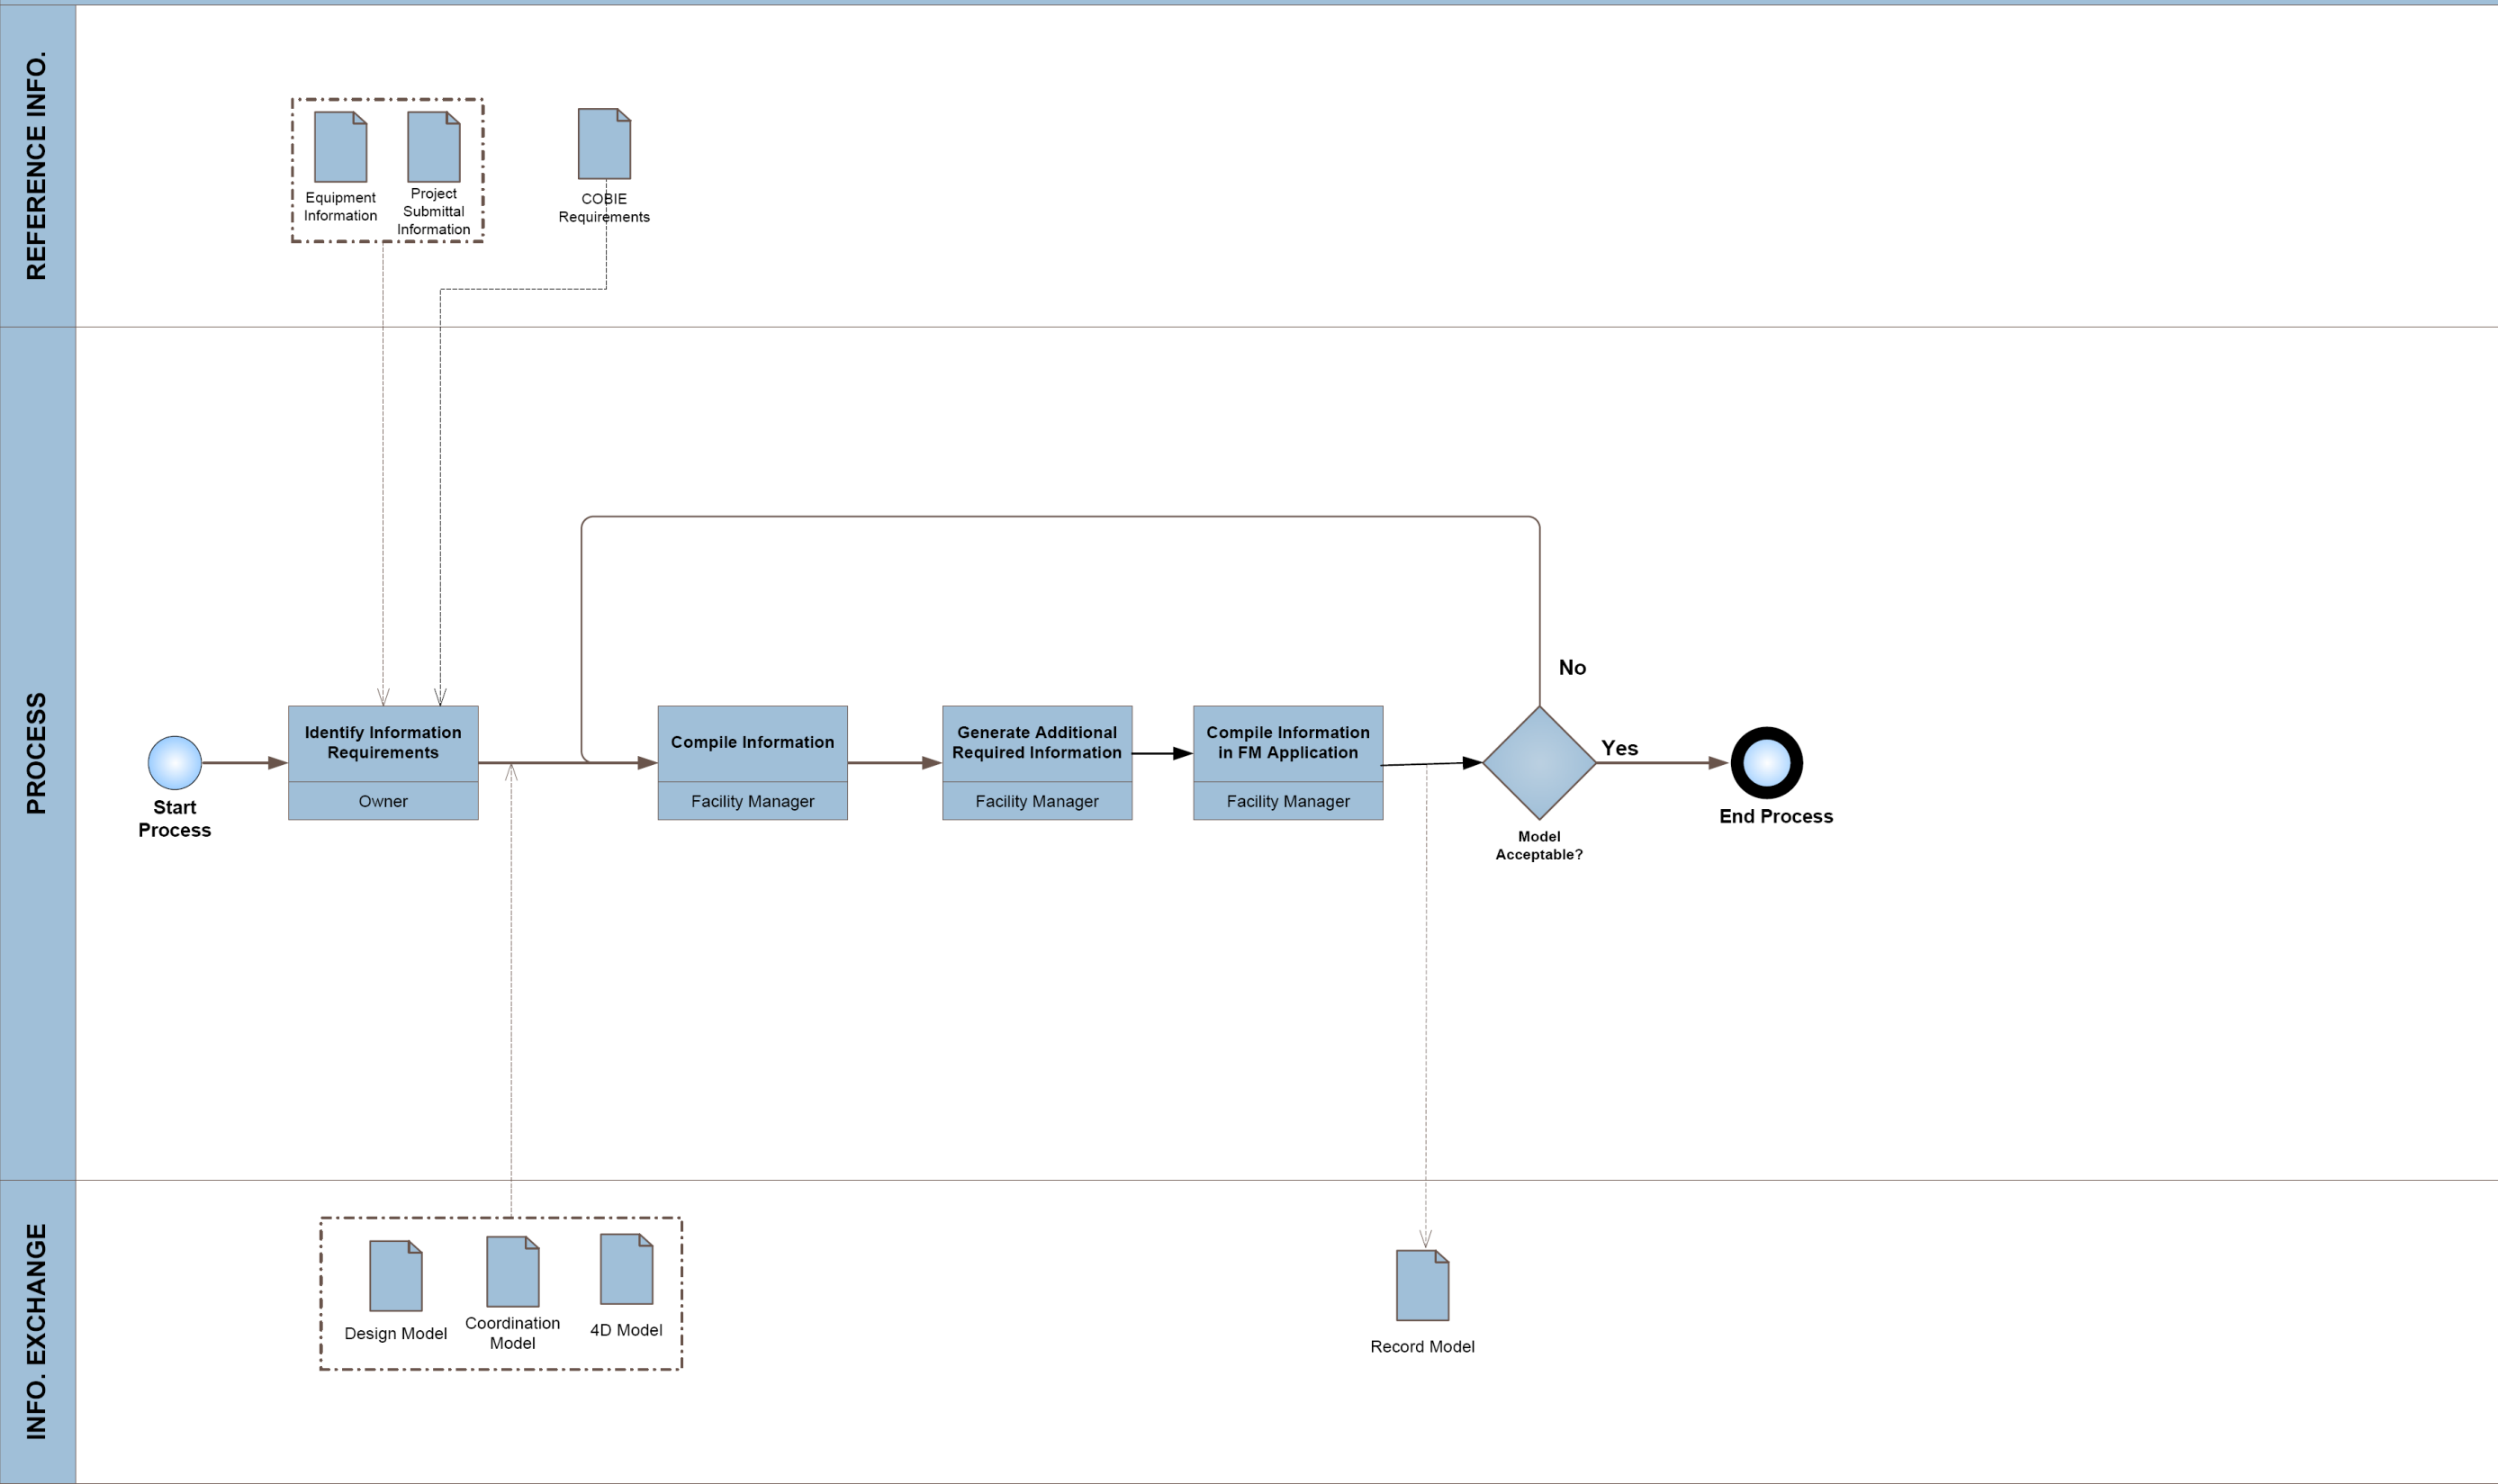 REFERENCE INFO.
Equipment
Information
Project
Submittal
Information
COBIE
Requirements
PROCESS
Start
Process
Identify Information
Requirements
Owner
Compile Information
Facility Manager
Generate Additional
Required Information
Facility Manager
Compile Information
in FM Application
Facility Manager
No
Model
Acceptable?
Yes
End Process
INFO. EXCHANGE
Design Model
Coordination
Model
4D Model
Record Model